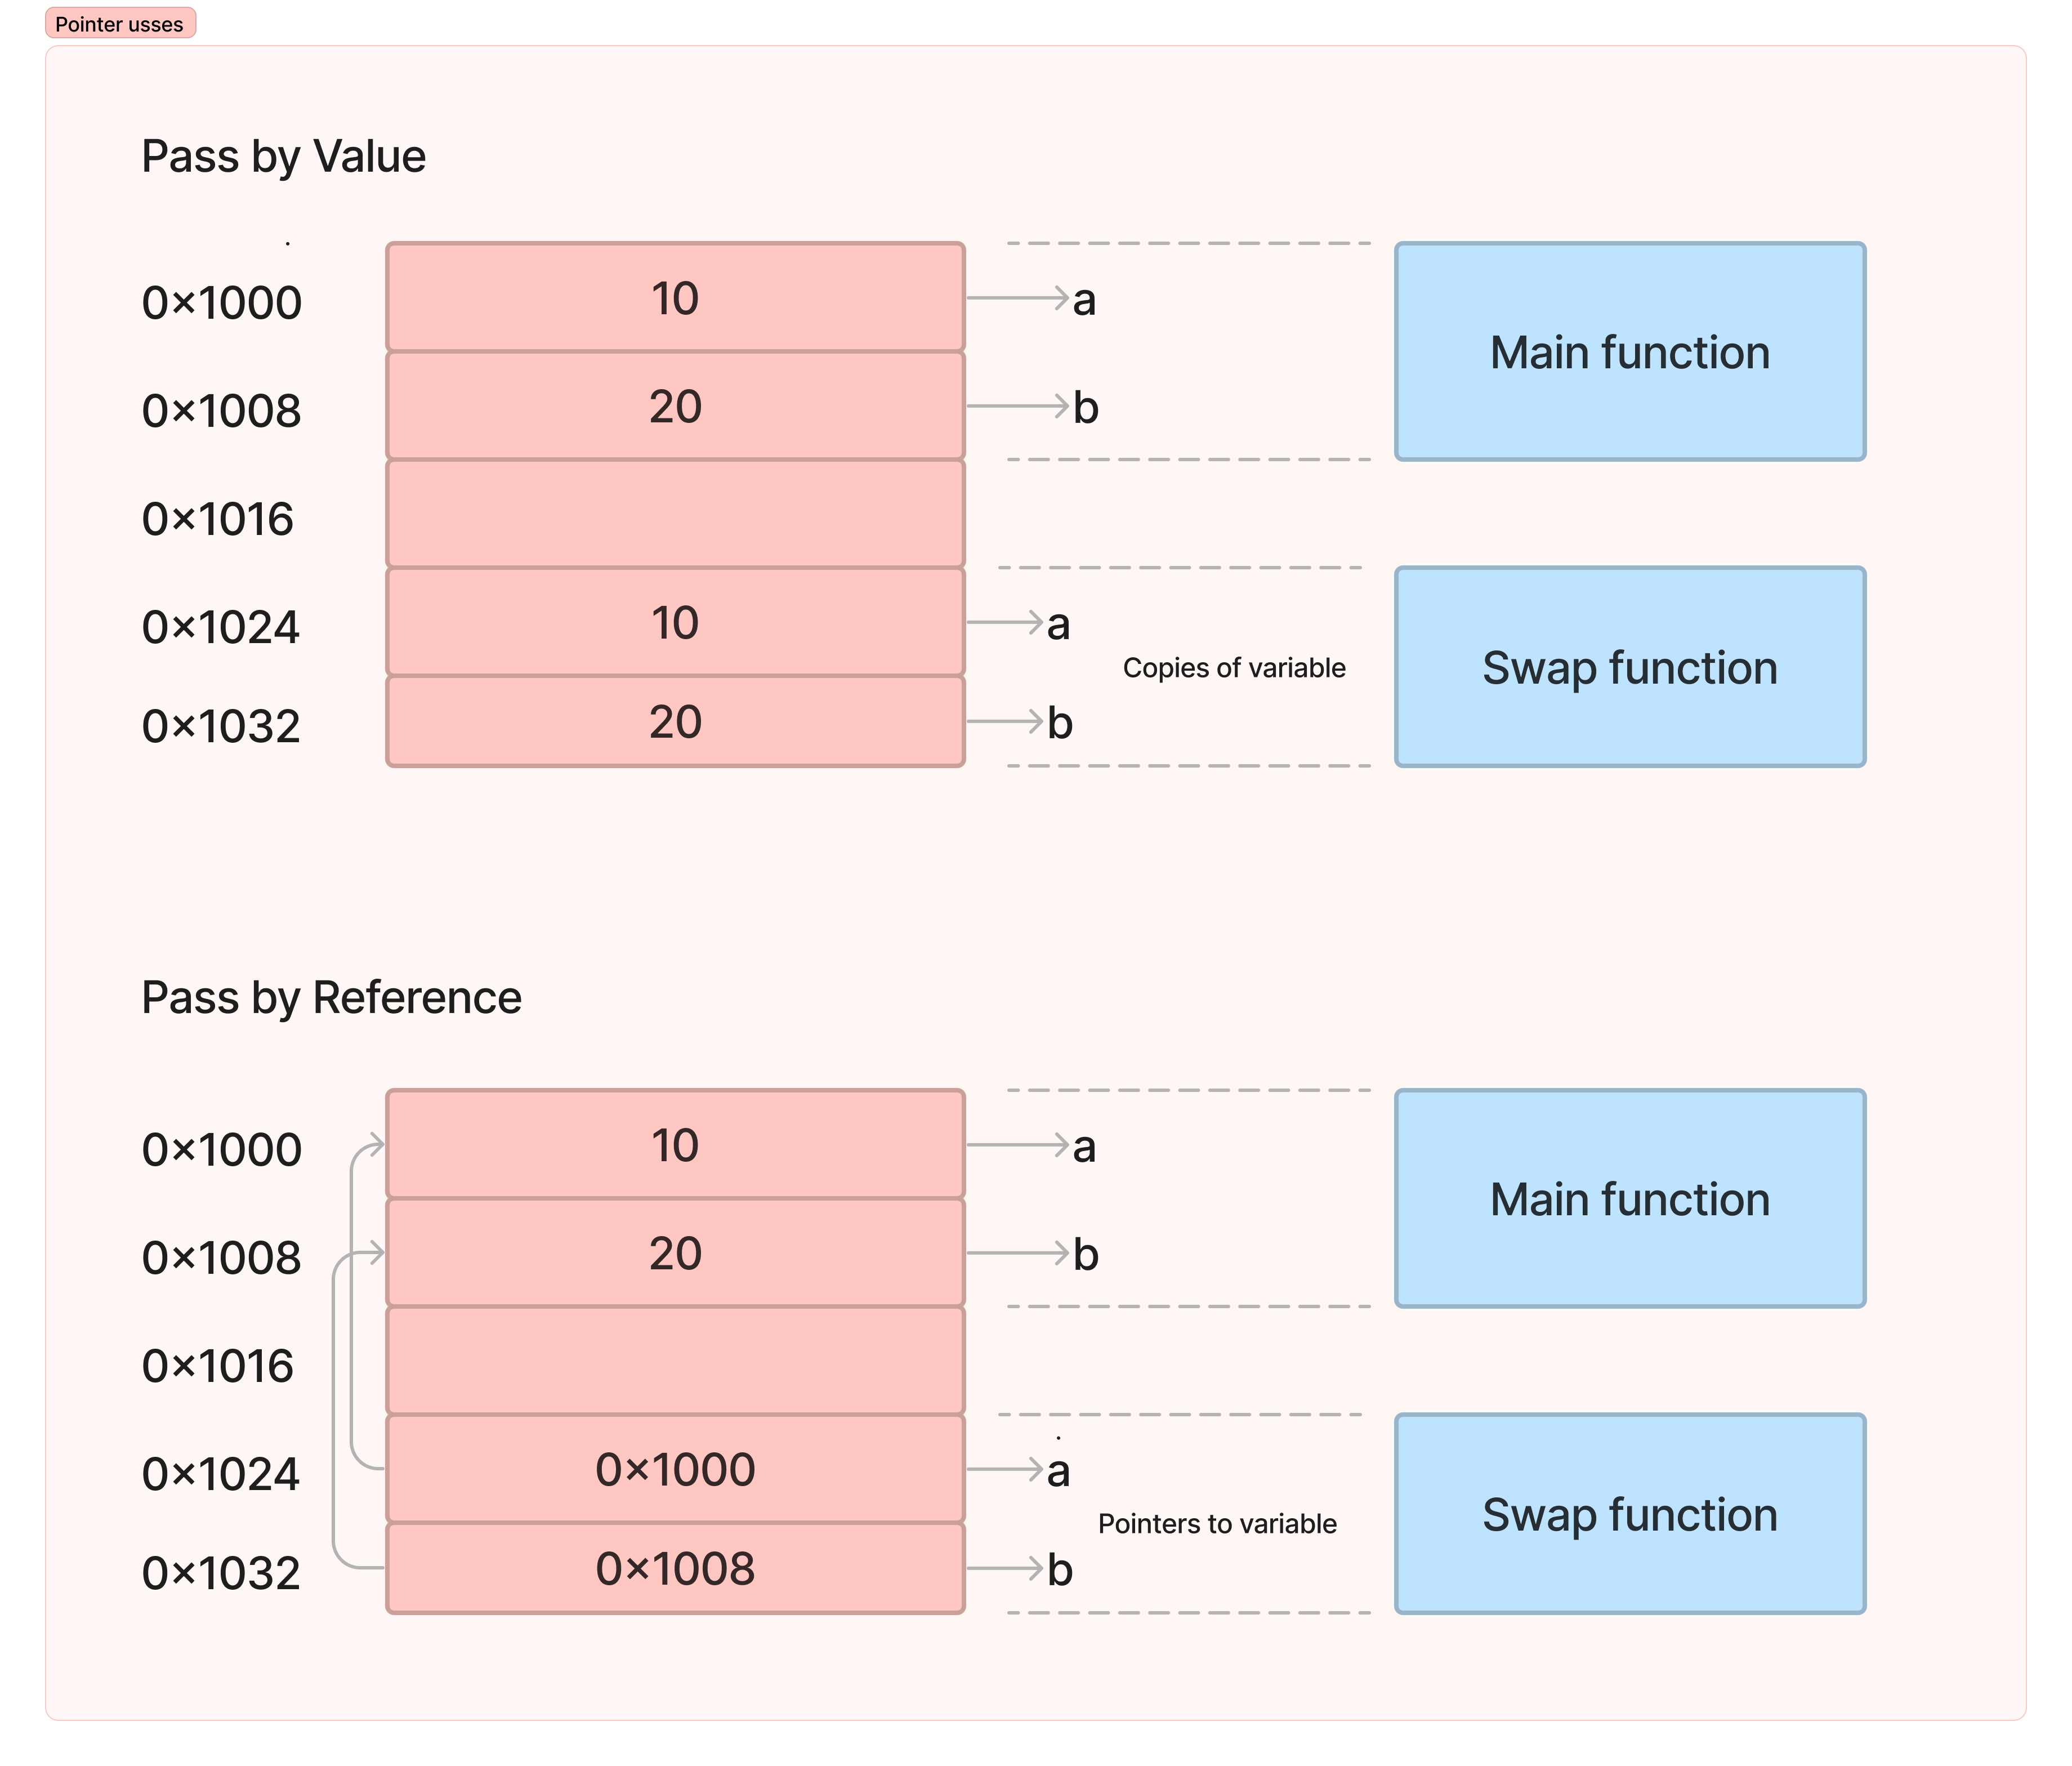 Pointer usses
Pass by Value
0×1000 10 a
Main function
0×1008 20 b
0×1016
0×1024 10 a
Copies of variable
Swap function
0×1032 20 b
Pass by Reference
0×1000 10 a
Main function
0×1008 20 b
0×1016
0×1024 0×1000 a
Pointers to variable
Swap function
0×1032 0×1008 b